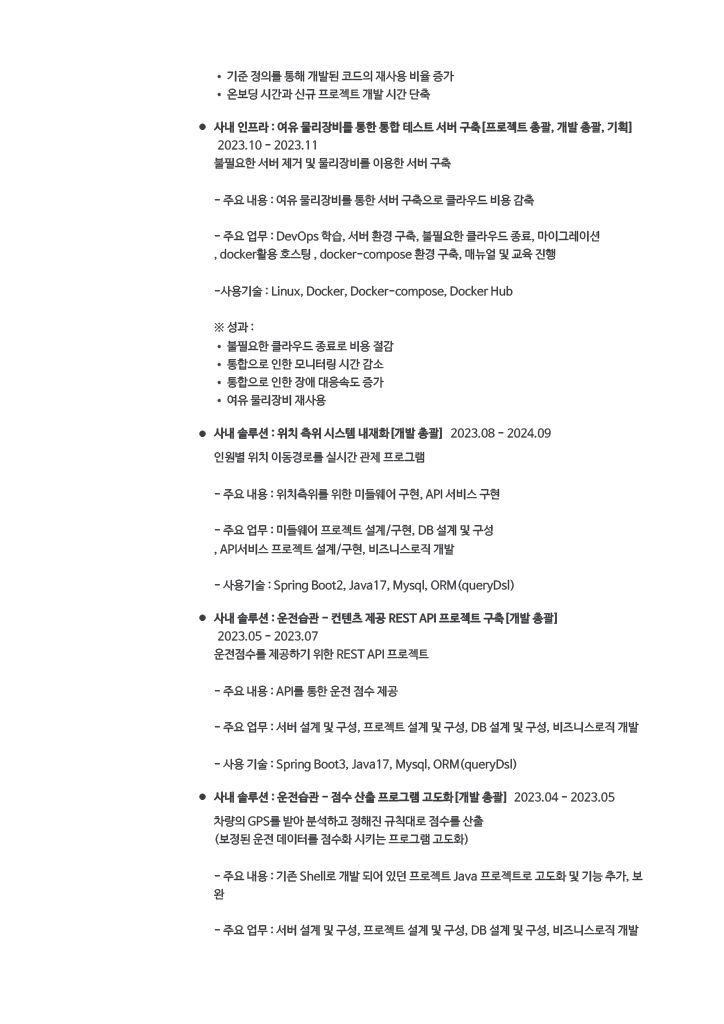 • 기준 정의를 통해 개발된 코드의 재사용 비율 증가
• 온보딩 시간과 신규 프로젝트 개발 시간 단축
● 사내 인프라 : 여유 물리장비를 통한 통합 테스트 서버 구축[프로젝트 총괄, 개발 총괄, 기획]
2023.10 - 2023.11
불필요한 서버 제거 및 물리장비를 이용한 서버 구축
- 주요 내용 : 여유 물리장비를 통한 서버 구축으로 클라우드 비용 감축
- 주요 업무 : DevOps 학습, 서버 환경 구축, 불필요한 클라우드 종료, 마이그레이션
, docker활용 호스팅 , docker-compose 환경 구축, 매뉴얼 및 교육 진행
-사용기술 : Linux, Docker, Docker-compose, Docker Hub
※ 성과 :
• 불필요한 클라우드 종료로 비용 절감
• 통합으로 인한 모니터링 시간 감소
• 통합으로 인한 장애 대응속도 증가
• 여유 물리장비 재사용
● 사내 솔루션 : 위치 측위 시스템 내재화[개발 총괄] 2023.08 - 2024.09
인원별 위치 이동경로를 실시간 관제 프로그램
- 주요 내용 : 위치측위를 위한 미들웨어 구현, API 서비스 구현
- 주요 업무 : 미들웨어 프로젝트 설계/구현, DB 설계 및 구성
, API서비스 프로젝트 설계/구현, 비즈니스로직 개발
- 사용기술 : Spring Boot2, Java17, Mysql, ORM(queryDsl)
● 사내 솔루션 : 운전습관 - 컨텐츠 제공 REST API 프로젝트 구축[개발 총괄]
2023.05 - 2023.07
운전점수를 제공하기 위한 REST API 프로젝트
- 주요 내용 : API를 통한 운전 점수 제공
- 주요 업무 : 서버 설계 및 구성, 프로젝트 설계 및 구성, DB 설계 및 구성, 비즈니스로직 개발
- 사용 기술 : Spring Boot3, Java17, Mysql, ORM(queryDsl)
● 사내 솔루션 : 운전습관 - 점수 산출 프로그램 고도화[개발 총괄] 2023.04 - 2023.05
차량의 GPS를 받아 분석하고 정해진 규칙대로 점수를 산출
(보정된 운전 데이터를 점수화 시키는 프로그램 고도화)
- 주요 내용 : 기존 Shell로 개발 되어 있던 프로젝트 Java 프로젝트로 고도화 및 기능 추가, 보
완
- 주요 업무 : 서버 설계 및 구성, 프로젝트 설계 및 구성, DB 설계 및 구성, 비즈니스로직 개발